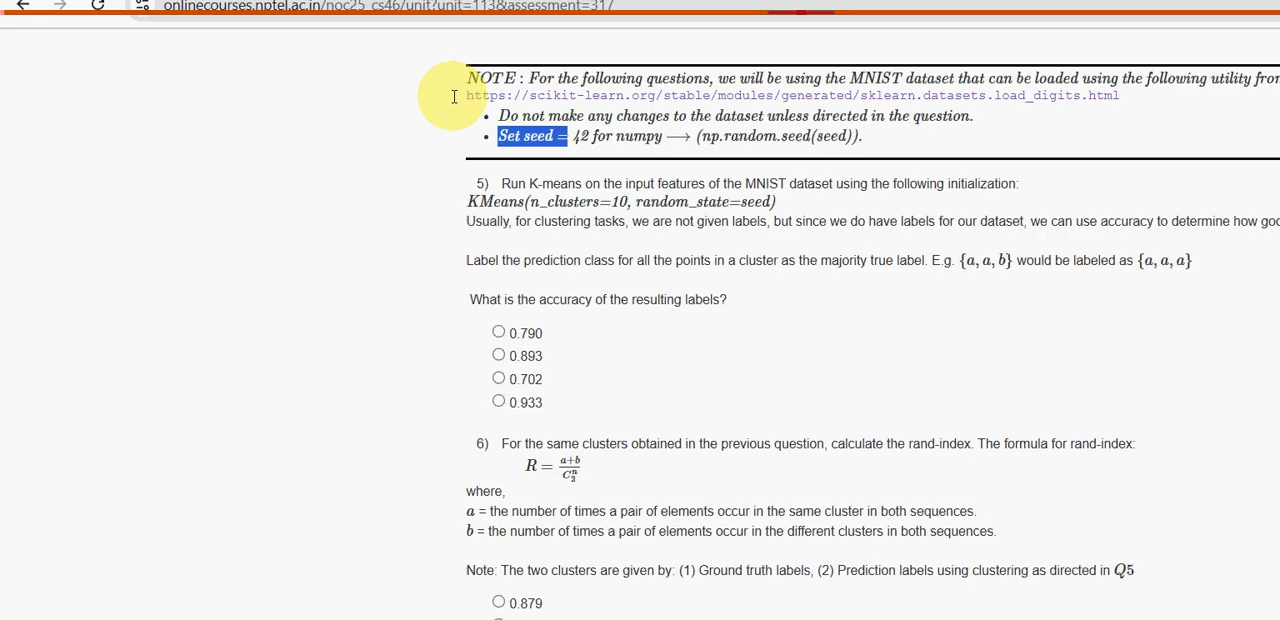 onlinecourses.nptel.ac.in/noc25_cs46/unit?unit=113&assessment=317
NOTE : For the following questions, we will be using the MNIST dataset that can be loaded using the following utility from
https://scikit-learn.org/stable/modules/generated/sklearn.datasets.load_digits.html
• Do not make any changes to the dataset unless directed in the question.
• Set seed = 42 for numpy ⟶ (np.random.seed(seed)).
5) Run K-means on the input features of the MNIST dataset using the following initialization:
KMeans(n_clusters=10, random_state=seed)
Usually, for clustering tasks, we are not given labels, but since we do have labels for our dataset, we can use accuracy to determine how goo
Label the prediction class for all the points in a cluster as the majority true label. E.g. {a, a, b} would be labeled as {a, a, a}
What is the accuracy of the resulting labels?
0.790
0.893
0.702
0.933
6) For the same clusters obtained in the previous question, calculate the rand-index. The formula for rand-index:
R = a+b / C₂ⁿ
where,
a = the number of times a pair of elements occur in the same cluster in both sequences.
b = the number of times a pair of elements occur in the different clusters in both sequences.
Note: The two clusters are given by: (1) Ground truth labels, (2) Prediction labels using clustering as directed in Q5
0.879